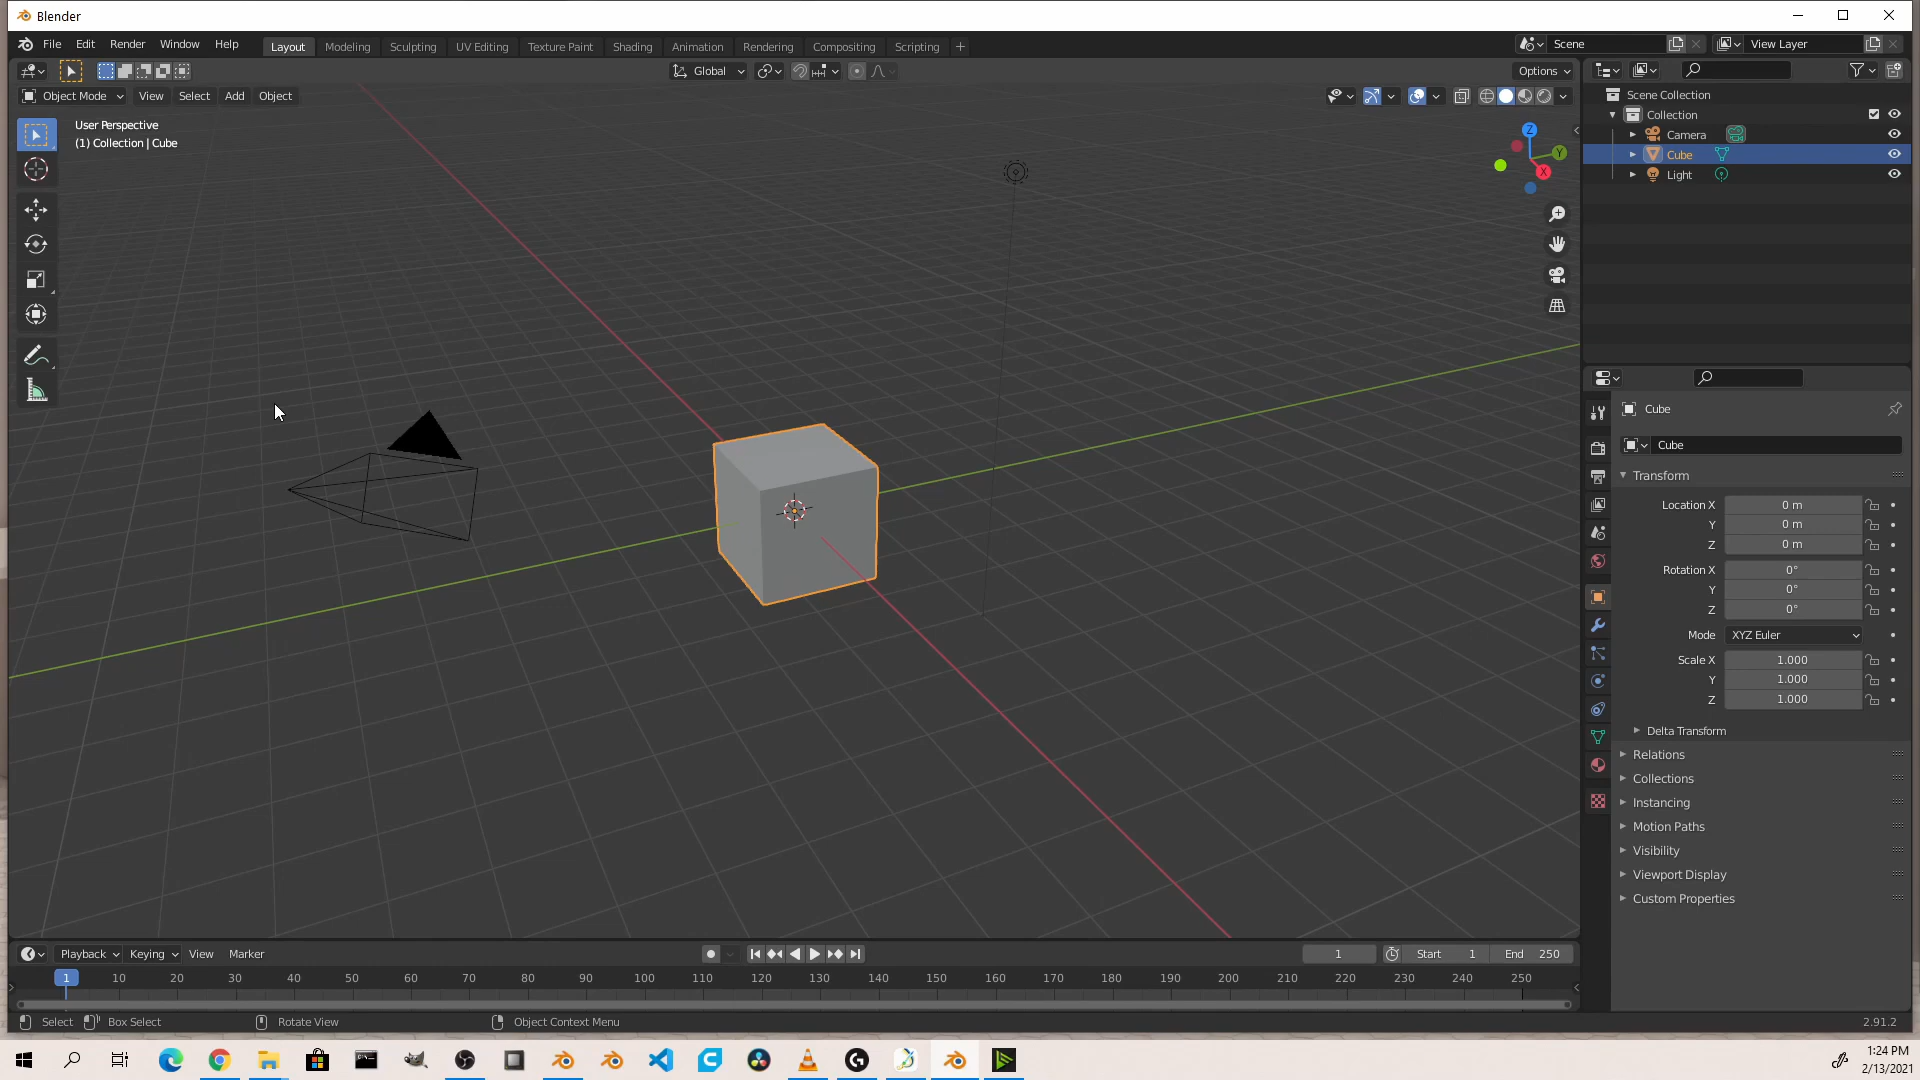 Blender
File Edit Render Window Help Layout Modeling Sculpting UV Editing Texture Paint Shading Animation Rendering Compositing Scripting + Scene View Layer
Global Options
Object Mode View Select Add Object
User Perspective
(1) Collection | Cube
Z
Y
X
Scene Collection
Collection
Camera
Cube
Light
Cube
Cube
Transform
Location X 0 m
Y 0 m
Z 0 m
Rotation X 0°
Y 0°
Z 0°
Mode XYZ Euler
Scale X 1.000
Y 1.000
Z 1.000
Delta Transform
Relations
Collections
Instancing
Motion Paths
Visibility
Viewport Display
Custom Properties
Playback Keying View Marker 1 Start 1 End 250
1 10 20 30 40 50 60 70 80 90 100 110 120 130 140 150 160 170 180 190 200 210 220 230 240 250
Select Box Select Rotate View Object Context Menu 2.91.2
1:24 PM
2/13/2021